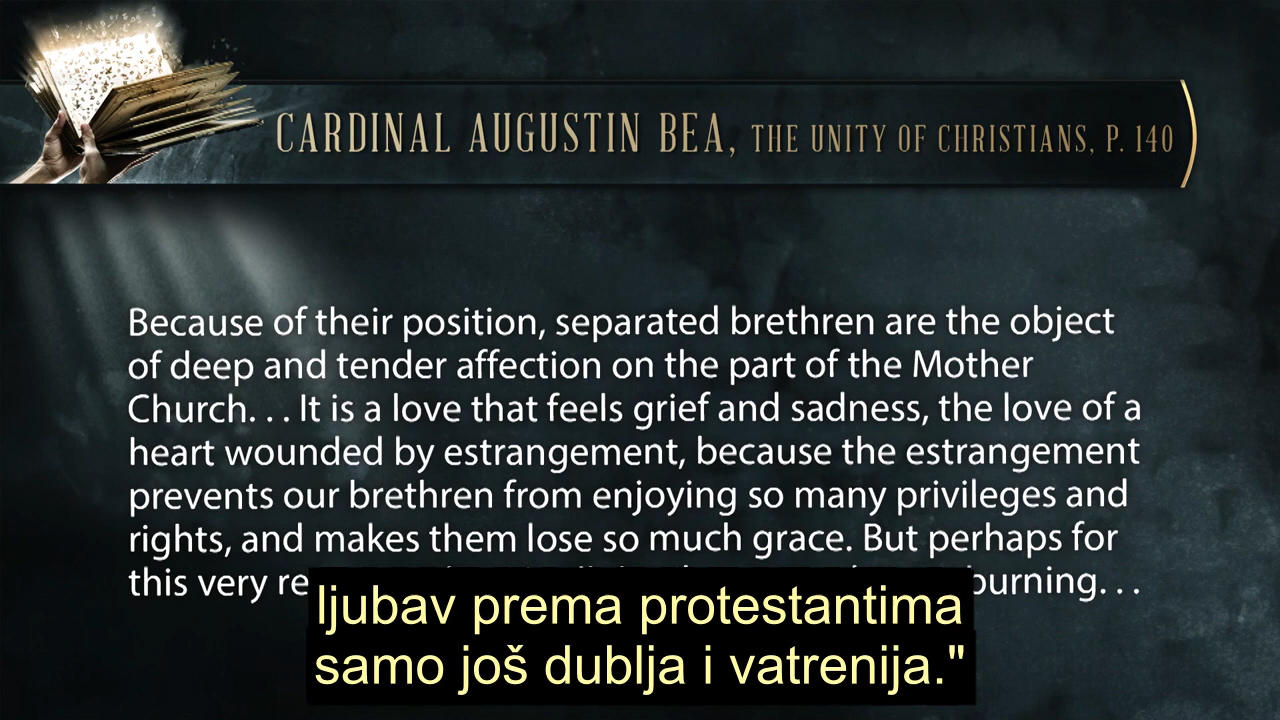 CARDINAL AUGUSTIN BEA, THE UNITY OF CHRISTIANS, P. 140
Because of their position, separated brethren are the object
of deep and tender affection on the part of the Mother
Church. . . It is a love that feels grief and sadness, the love of a
heart wounded by estrangement, because the estrangement
prevents our brethren from enjoying so many privileges and
rights, and makes them lose so much grace. But perhaps for
this very burning. . .
ljubav prema protestantima
samo još dublja i vatrenija."